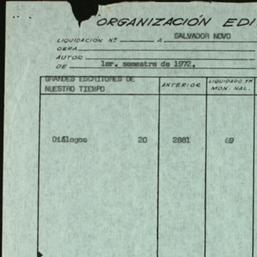 ORGANIZACIÓN EDI
LIQUIDACIÓN Nº A SALVADOR NOVO
OBRA
AUTOR
DE 1er. semestre de 1972.
GRANDES ESCRITORES DE NUESTRO TIEMPO
ANTERIOR
LIQUIDADO EN MON. NAL.
Diálogos 20 2881 69